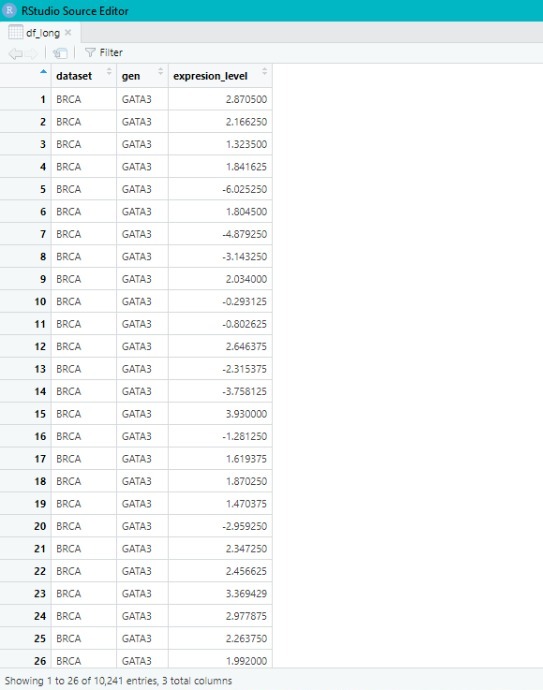 R RStudio Source Editor
df_long
Filter
dataset gen expresion_level
1 BRCA GATA3 2.870500
2 BRCA GATA3 2.166250
3 BRCA GATA3 1.323500
4 BRCA GATA3 1.841625
5 BRCA GATA3 -6.025250
6 BRCA GATA3 1.804500
7 BRCA GATA3 -4.879250
8 BRCA GATA3 -3.143250
9 BRCA GATA3 2.034000
10 BRCA GATA3 -0.293125
11 BRCA GATA3 -0.802625
12 BRCA GATA3 2.646375
13 BRCA GATA3 -2.315375
14 BRCA GATA3 -3.758125
15 BRCA GATA3 3.930000
16 BRCA GATA3 -1.281250
17 BRCA GATA3 1.619375
18 BRCA GATA3 1.870250
19 BRCA GATA3 1.470375
20 BRCA GATA3 -2.959250
21 BRCA GATA3 2.347250
22 BRCA GATA3 2.456625
23 BRCA GATA3 3.369429
24 BRCA GATA3 2.977875
25 BRCA GATA3 2.263750
26 BRCA GATA3 1.992000
Showing 1 to 26 of 10,241 entries, 3 total columns